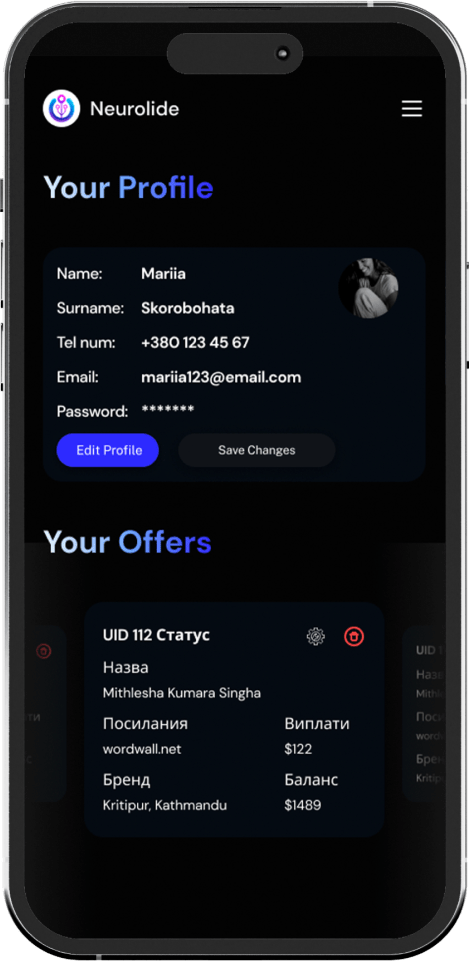 Neurolide
Your Profile
Name: Mariia
Surname: Skorobohata
Tel num: +380 123 45 67
Email: mariia123@email.com
Password: *******
Edit Profile Save Changes
Your Offers
UID 112 Статус
Назва
Mithlesha Kumara Singha
Посилания Виплати
wordwall.net $122
Бренд Баланс
Kritipur, Kathmandu $1489